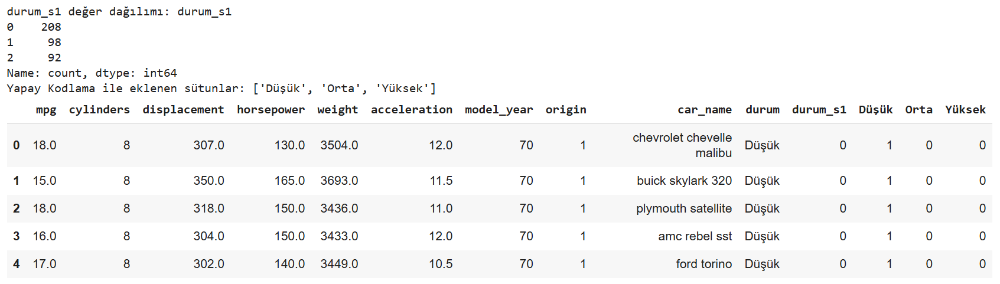 durum_s1 değer dağılımı: durum_s1
0    208
1     98
2     92
Name: count, dtype: int64
Yapay Kodlama ile eklenen sütunlar: ['Düşük', 'Orta', 'Yüksek']
mpg cylinders displacement horsepower weight acceleration model_year origin car_name durum durum_s1 Düşük Orta Yüksek
0 18.0 8 307.0 130.0 3504.0 12.0 70 1 chevrolet chevelle malibu Düşük 0 1 0 0
1 15.0 8 350.0 165.0 3693.0 11.5 70 1 buick skylark 320 Düşük 0 1 0 0
2 18.0 8 318.0 150.0 3436.0 11.0 70 1 plymouth satellite Düşük 0 1 0 0
3 16.0 8 304.0 150.0 3433.0 12.0 70 1 amc rebel sst Düşük 0 1 0 0
4 17.0 8 302.0 140.0 3449.0 10.5 70 1 ford torino Düşük 0 1 0 0